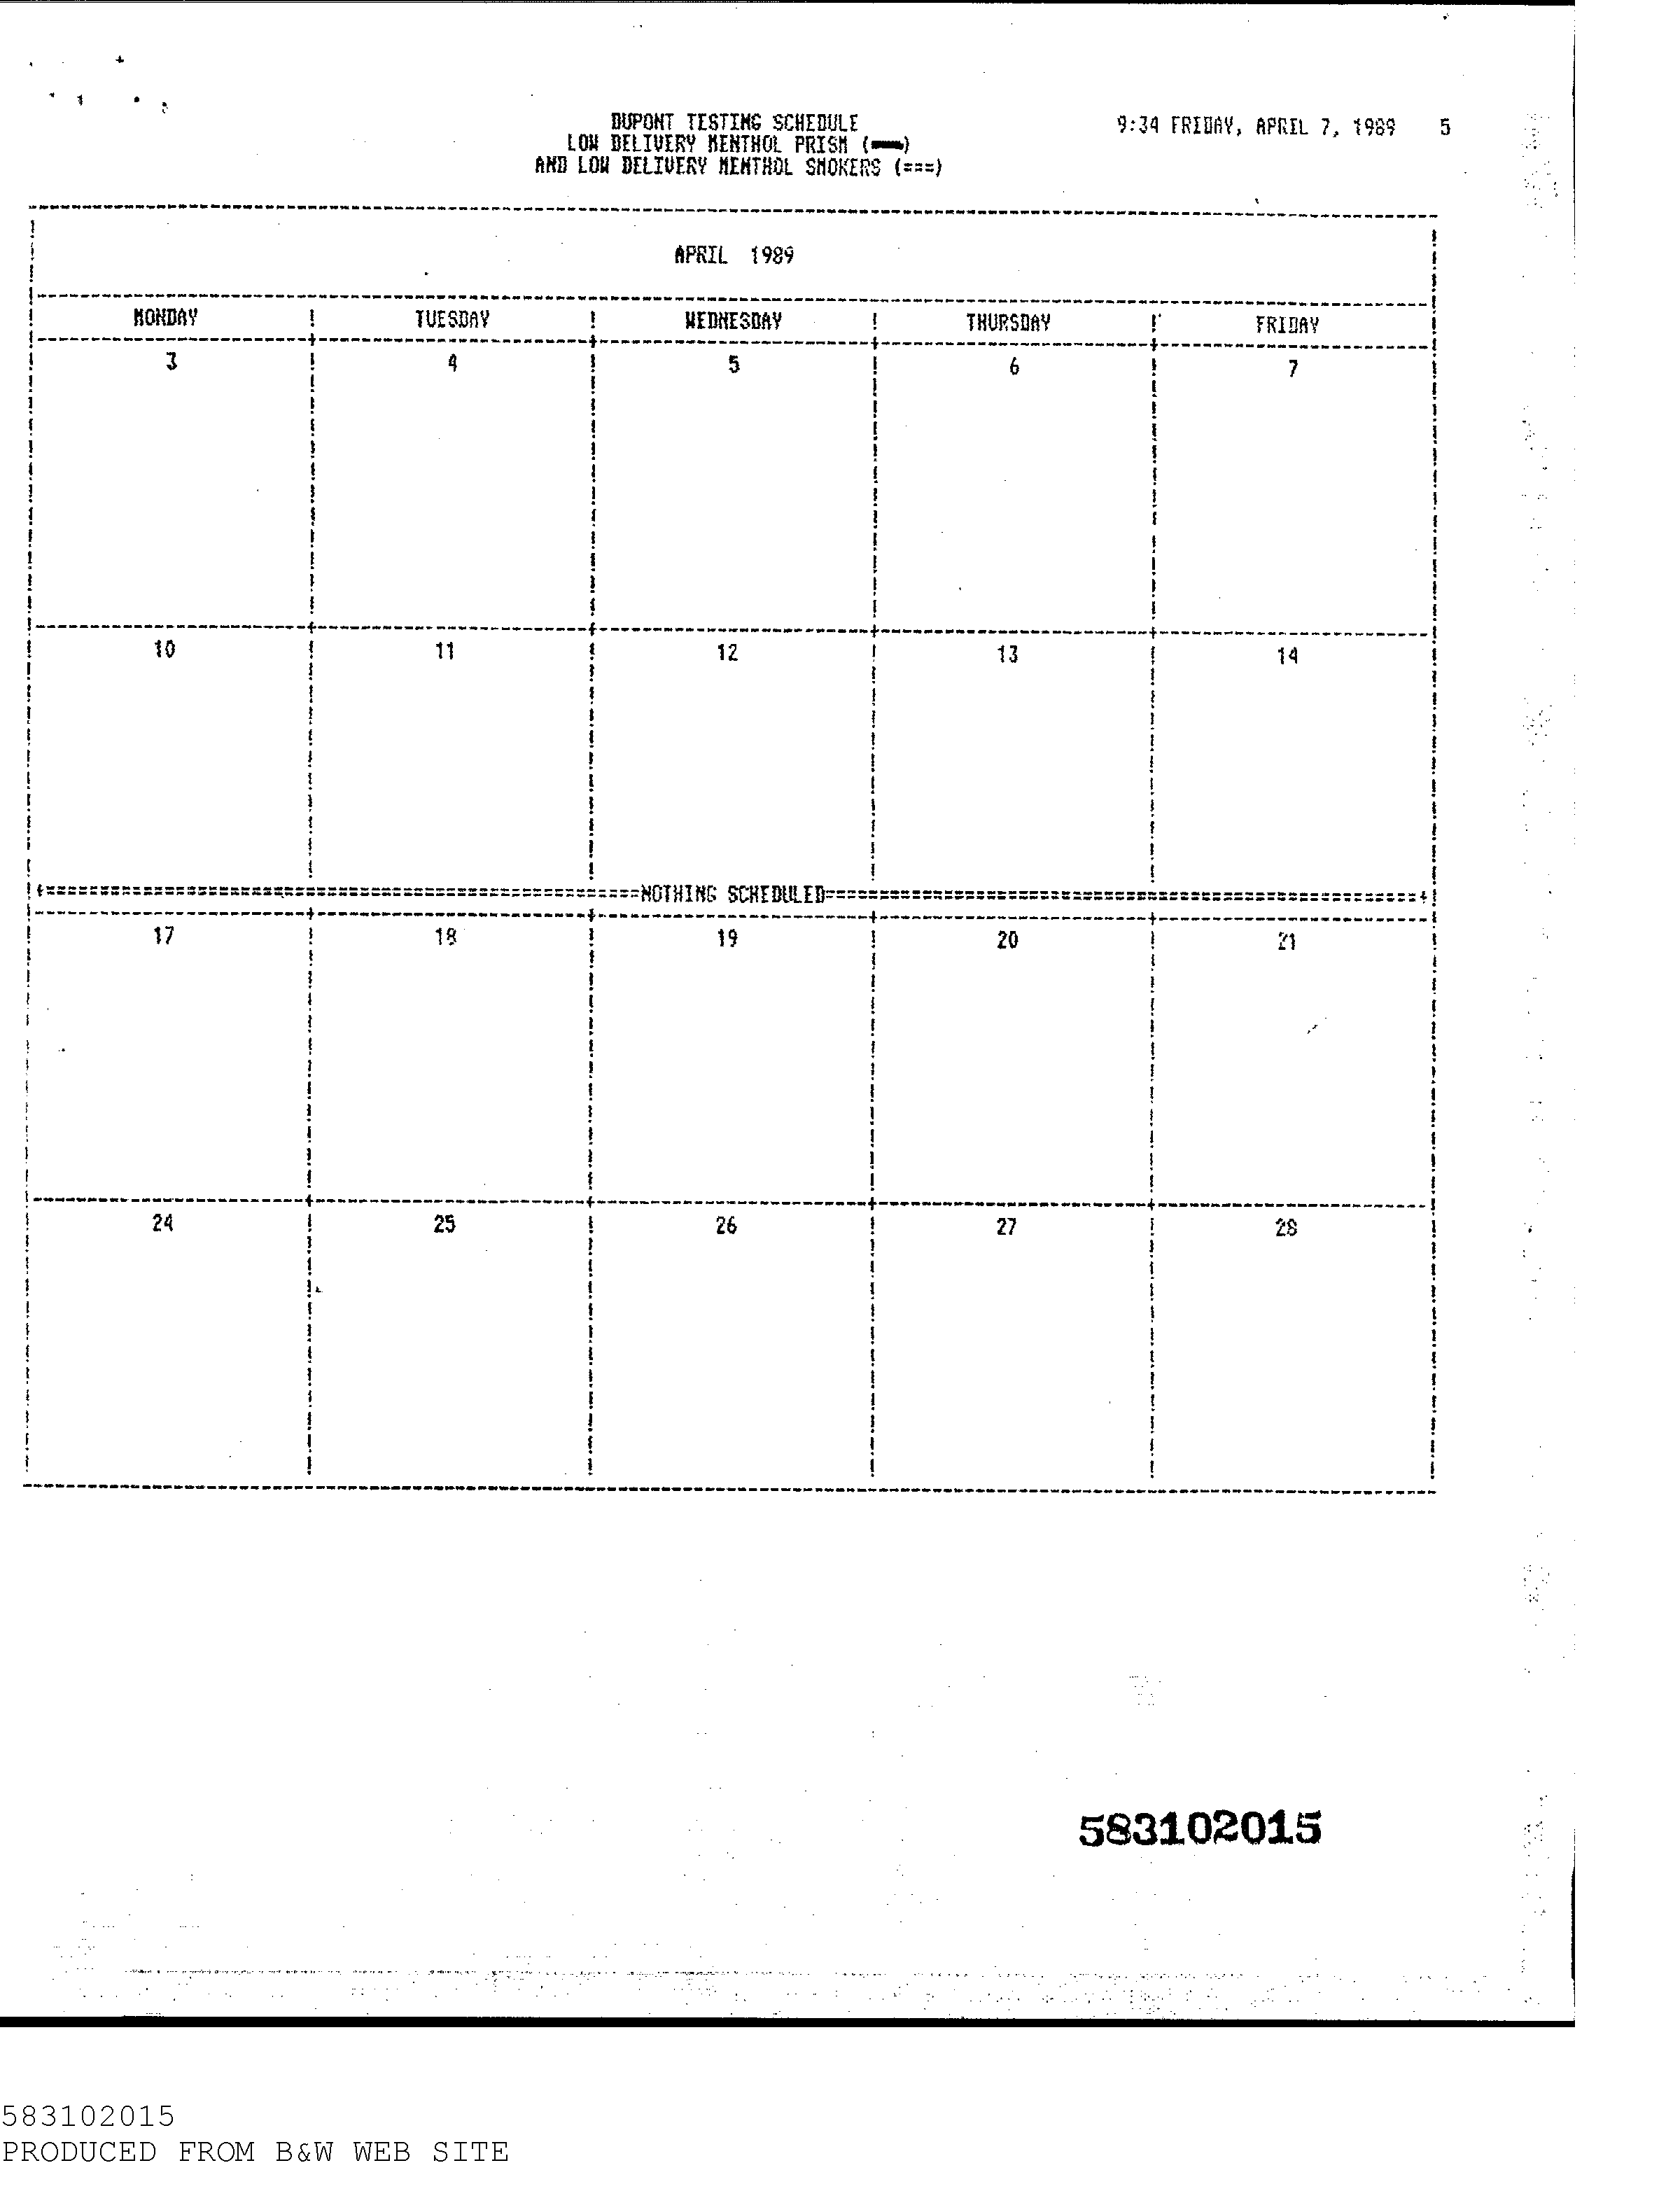 DUPONT TESTING SCHEDULE 9:34 FRIDAY, APRIL 7, 1989 5
LOW DELIVERY MENTHOL PRISM (---)
AND LOW DELIVERY MENTHOL SMOKERS (===)
APRIL 1989
MONDAY ! TUESDAY ! WEDNESDAY ! THURSDAY ! FRIDAY
3 4 5 6 7
10 11 12 13 14
NOTHING SCHEDULED
17 18 19 20 21
24 25 26 27 28
583102015
583102015
PRODUCED FROM B&W WEB SITE